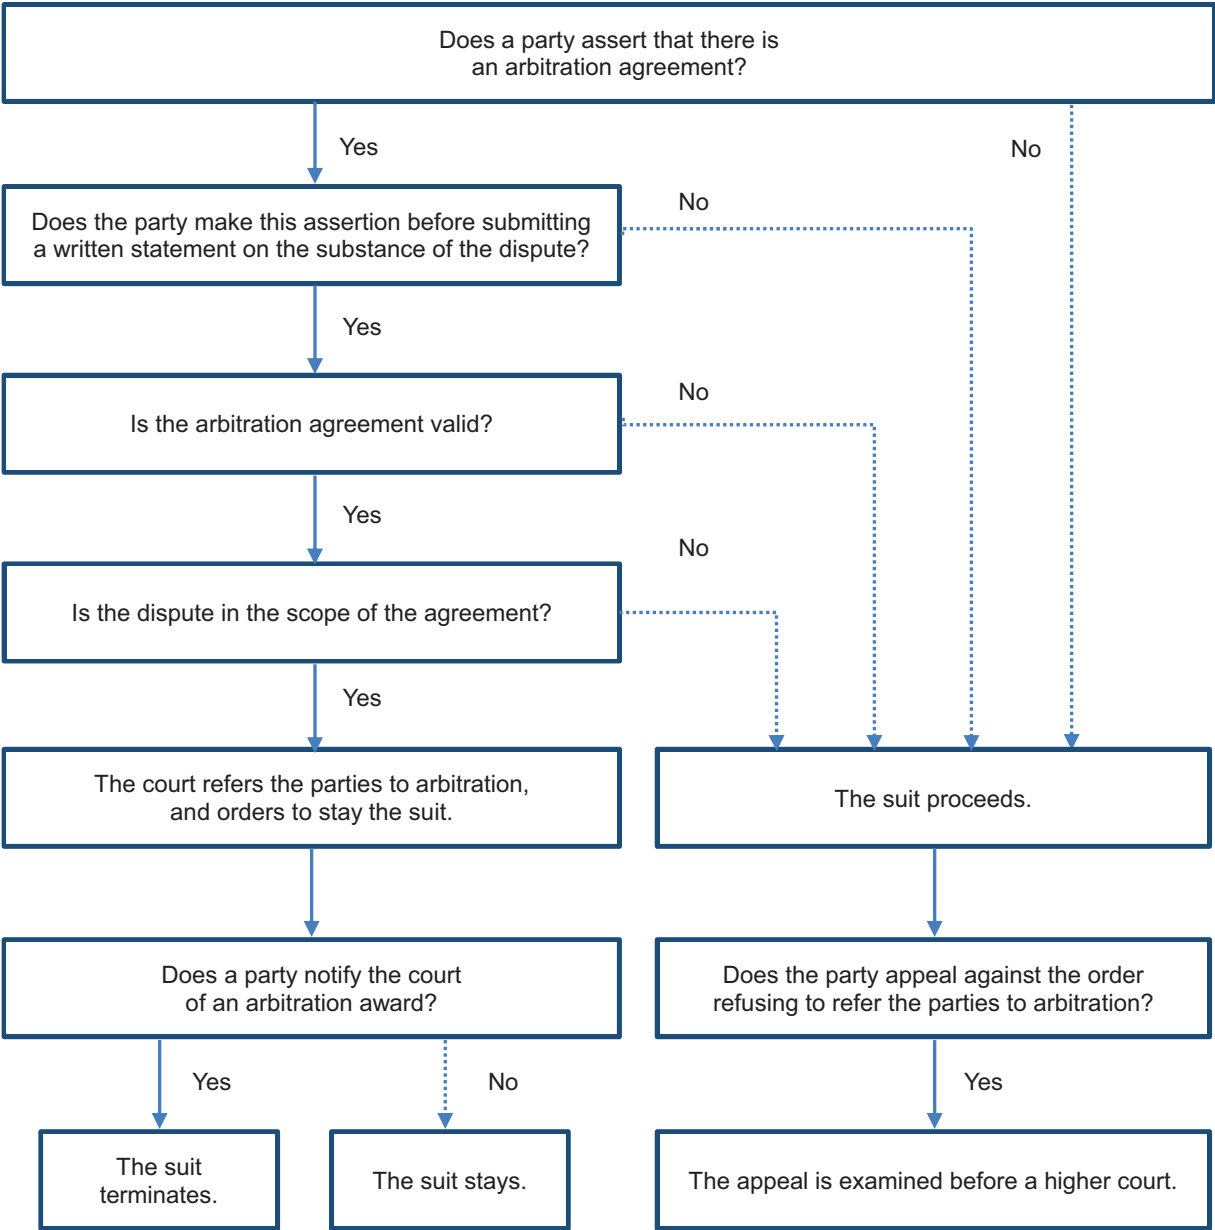 Does a party assert that there is
an arbitration agreement?
Yes
No
Does the party make this assertion before submitting
a written statement on the substance of the dispute?
No
Yes
Is the arbitration agreement valid?
No
Yes
Is the dispute in the scope of the agreement?
No
Yes
The court refers the parties to arbitration,
and orders to stay the suit.
The suit proceeds.
Does a party notify the court
of an arbitration award?
Does the party appeal against the order
refusing to refer the parties to arbitration?
Yes
No
Yes
The suit
terminates.
The suit stays.
The appeal is examined before a higher court.